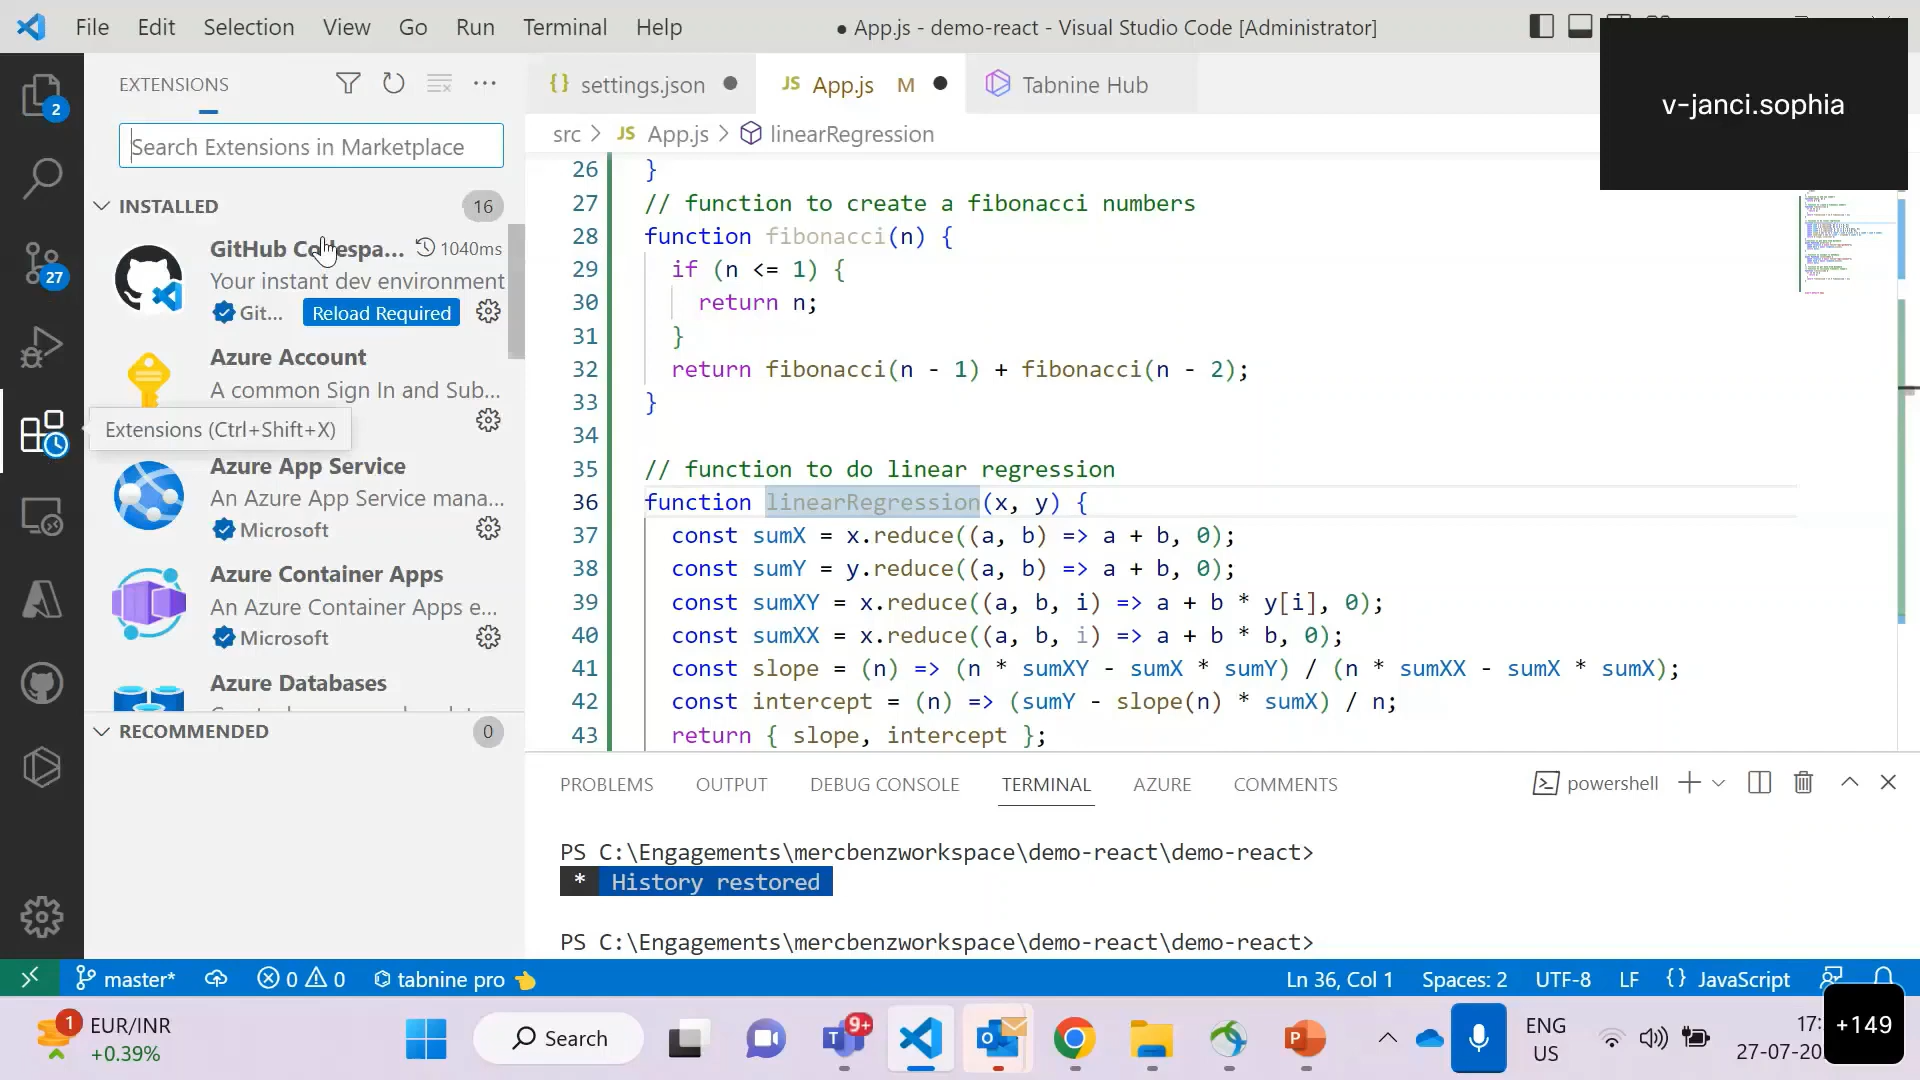 File Edit Selection View Go Run Terminal Help
● App.js - demo-react - Visual Studio Code [Administrator]
v-janci.sophia
EXTENSIONS
Search Extensions in Marketplace
INSTALLED 16
1040ms
Your instant dev environment
Git... Reload Required
Azure Account
A common Sign In and Sub...
Extensions (Ctrl+Shift+X)
Azure App Service
An Azure App Service mana...
Microsoft
Azure Container Apps
An Azure Container Apps e...
Microsoft
Azure Databases
RECOMMENDED 0
2
27
{} settings.json ●
JS App.js M ●
Tabnine Hub
src > JS App.js > linearRegression
26 }
27 // function to create a fibonacci numbers
28 function fibonacci(n) {
29 if (n <= 1) {
30 return n;
31 }
32 return fibonacci(n - 1) + fibonacci(n - 2);
33 }
34
35 // function to do linear regression
36 function linearRegression(x, y) {
37 const sumX = x.reduce((a, b) => a + b, 0);
38 const sumY = y.reduce((a, b) => a + b, 0);
39 const sumXY = x.reduce((a, b, i) => a + b * y[i], 0);
40 const sumXX = x.reduce((a, b, i) => a + b * b, 0);
41 const slope = (n) => (n * sumXY - sumX * sumY) / (n * sumXX - sumX * sumX);
42 const intercept = (n) => (sumY - slope(n) * sumX) / n;
43 return { slope, intercept };
PROBLEMS OUTPUT DEBUG CONSOLE TERMINAL AZURE COMMENTS
powershell
PS C:\Engagements\mercbenzworkspace\demo-react\demo-react>
* History restored
PS C:\Engagements\mercbenzworkspace\demo-react\demo-react>
master* 0 0 tabnine pro
Ln 36, Col 1 Spaces: 2 UTF-8 LF {} JavaScript
1
EUR/INR
+0.39%
Search
9+
ENG
US
17:
27-07-20
+149